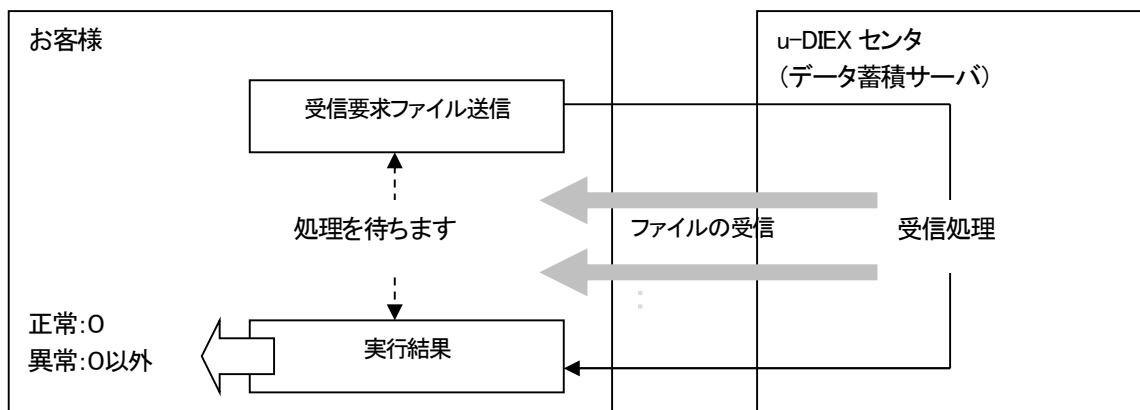 お客様
u-DIEX センタ
(データ蓄積サーバ)
受信要求ファイル送信
処理を待ちます
ファイルの受信
受信処理
:
正常:0
異常:0以外
実行結果